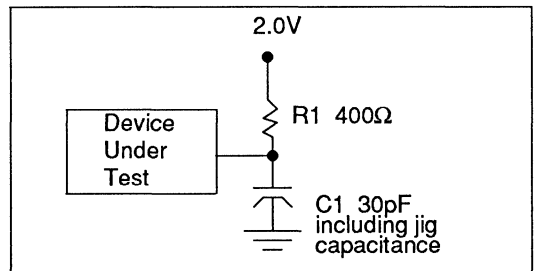 2.0V
R1 400Ω
Device
Under
Test
C1 30pF
including jig
capacitance